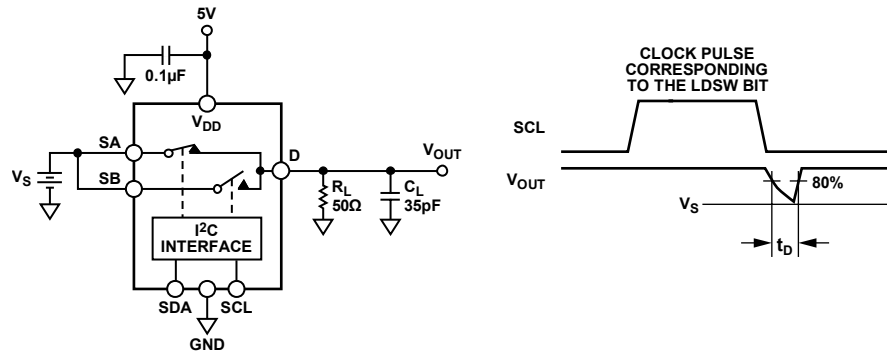 5V
0.1µF
VDD
SA
SB
VS
D
VOUT
RL
50Ω
CL
35pF
I2C
INTERFACE
SDA
SCL
GND
CLOCK PULSE
CORRESPONDING
TO THE LDSW BIT
SCL
VOUT
80%
VS
tD